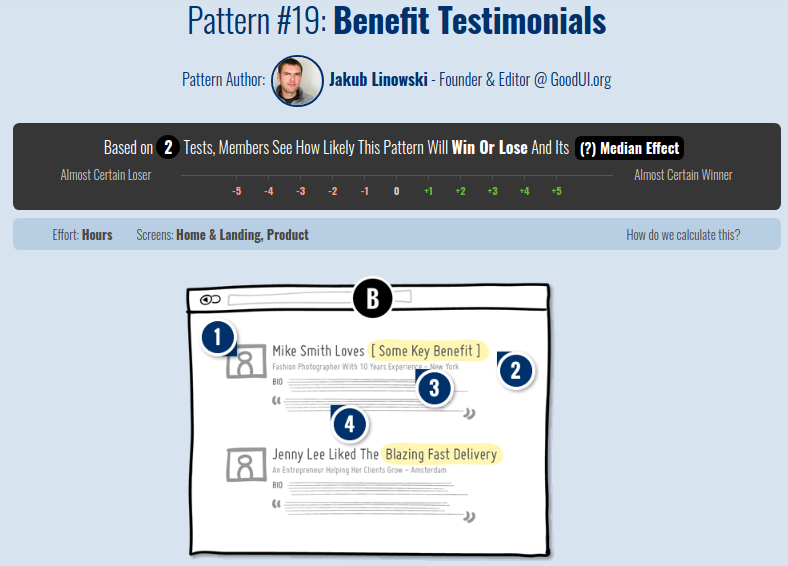 Pattern #19: Benefit Testimonials
Pattern Author: Jakub Linowski - Founder & Editor @ GoodUI.org
Based on 2 Tests, Members See How Likely This Pattern Will Win Or Lose And Its (?) Median Effect
Almost Certain Loser -5 -4 -3 -2 -1 0 +1 +2 +3 +4 +5 Almost Certain Winner
Effort: Hours Screens: Home & Landing, Product How do we calculate this?
B
1
Mike Smith Loves [ Some Key Benefit ]
2
Fashion Photographer With 10 Years Experience - New York
BIO
3
4
Jenny Lee Liked The Blazing Fast Delivery
An Entrepreneur Helping Her Clients Grow - Amsterdam
BIO